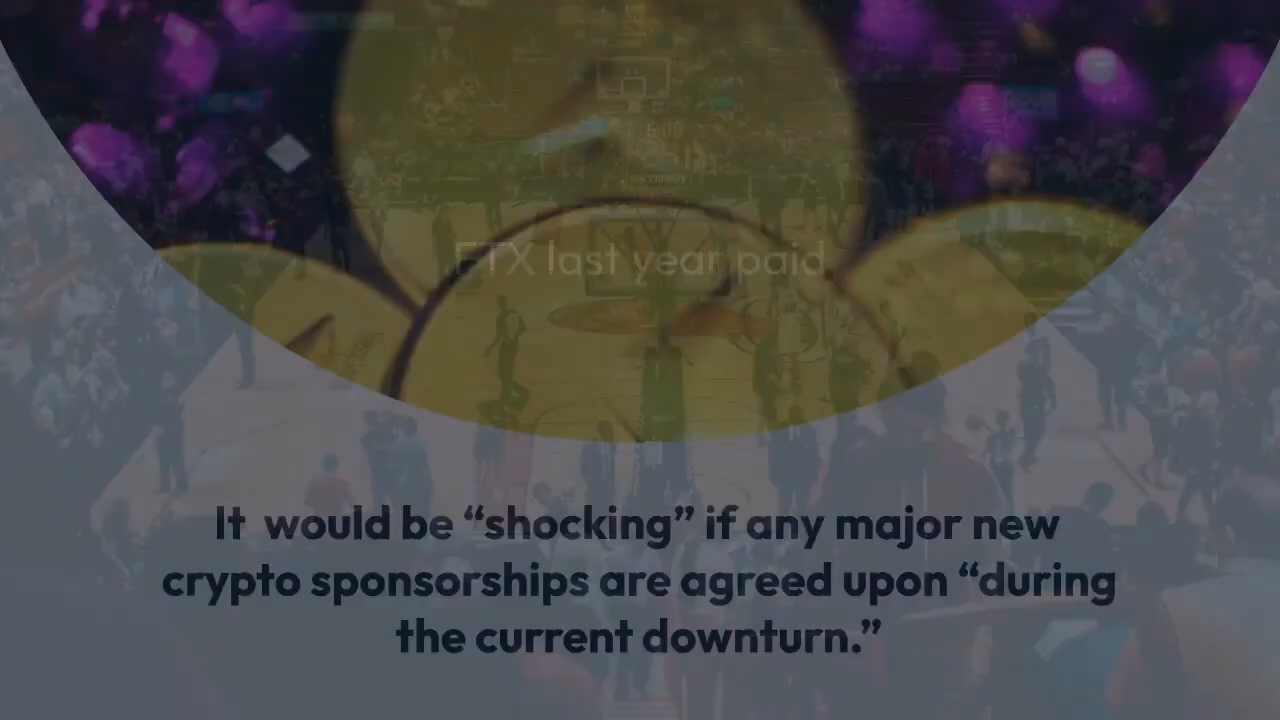 FTX last year paid
It would be “shocking” if any major new
crypto sponsorships are agreed upon “during
the current downturn.”